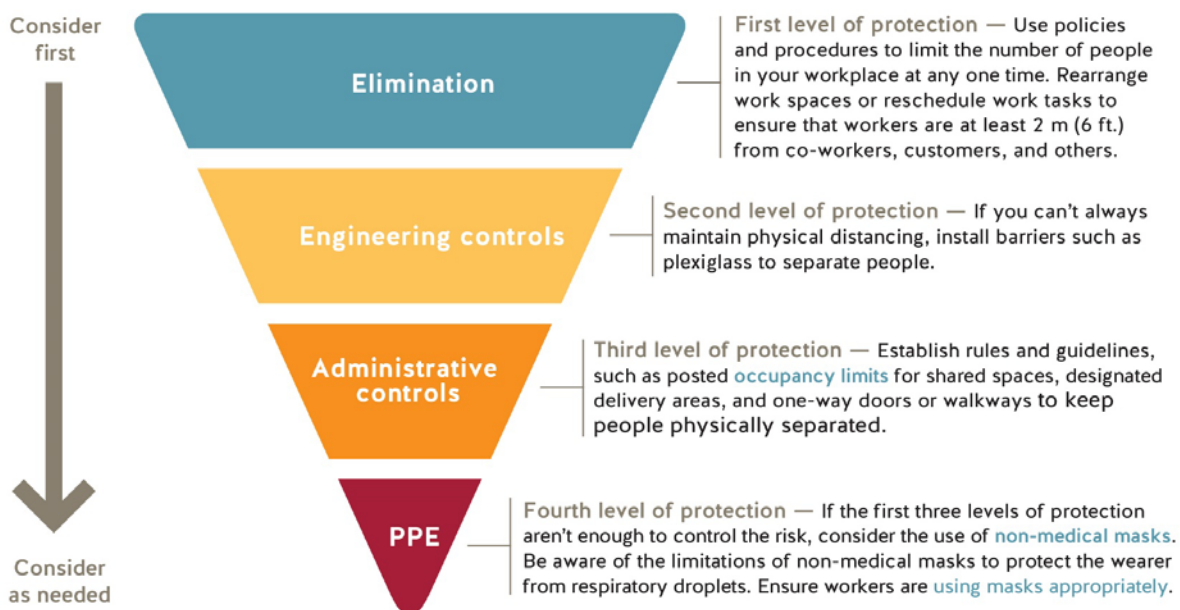 Consider
first
Elimination
First level of protection — Use policies
and procedures to limit the number of people
in your workplace at any one time. Rearrange
work spaces or reschedule work tasks to
ensure that workers are at least 2 m (6 ft.)
from co-workers, customers, and others.
Engineering controls
Second level of protection — If you can't always
maintain physical distancing, install barriers such as
plexiglass to separate people.
Administrative
controls
Third level of protection — Establish rules and guidelines,
such as posted occupancy limits for shared spaces, designated
delivery areas, and one-way doors or walkways to keep
people physically separated.
PPE
Fourth level of protection — If the first three levels of protection
aren't enough to control the risk, consider the use of non-medical masks.
Be aware of the limitations of non-medical masks to protect the wearer
from respiratory droplets. Ensure workers are using masks appropriately.
Consider
as needed